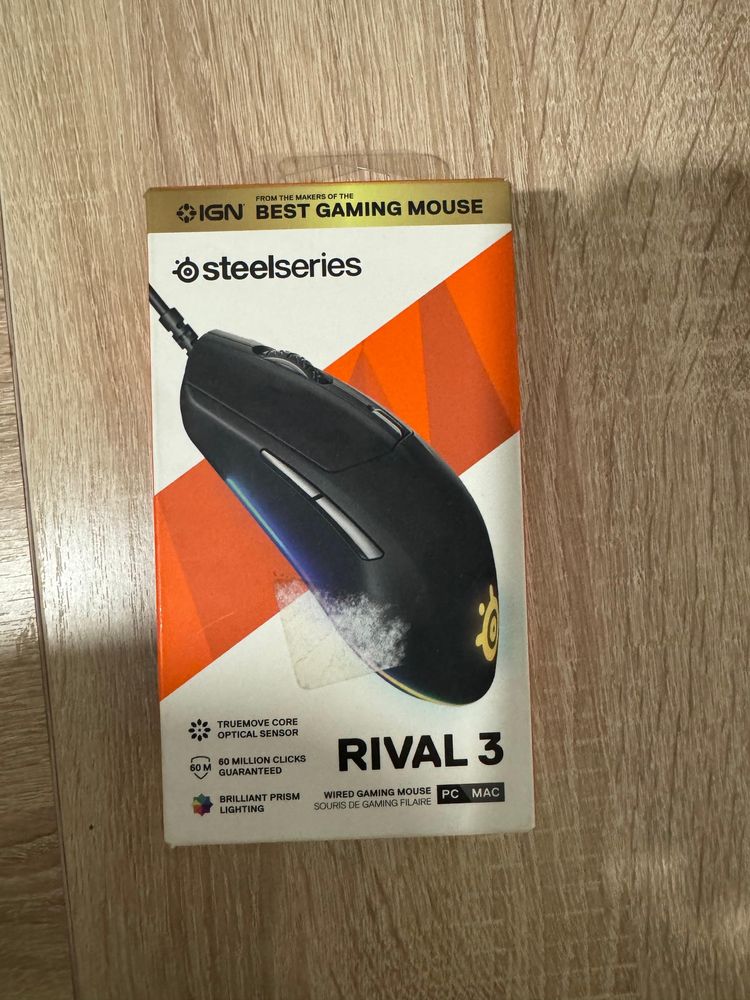 IGN FROM THE MAKERS OF THE
BEST GAMING MOUSE
steelseries
TRUEMOVE CORE
OPTICAL SENSOR
60 M
60 MILLION CLICKS
GUARANTEED
BRILLIANT PRISM
LIGHTING
RIVAL 3
WIRED GAMING MOUSE
SOURIS DE GAMING FILAIRE
PC MAC